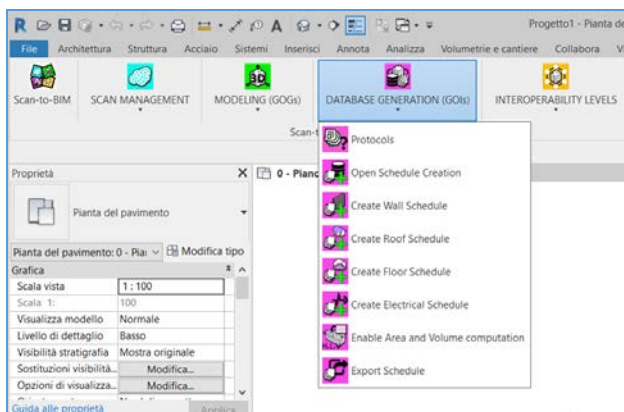 Progetto1 - Pianta de
File Architettura Struttura Acciaio Sistemi Inserisci Annota Analizza Volumetrie e cantiere Collabora
Scan-to-BIM SCAN MANAGEMENT MODELING (GOGs) DATABASE GENERATION (GOIs) INTEROPERABILITY LEVELS
Scan-t
Protocols
Open Schedule Creation
Create Wall Schedule
Create Roof Schedule
Create Floor Schedule
Create Electrical Schedule
Enable Area and Volume computation
Export Schedule
Proprietà
0 - Piano
Pianta del pavimento
Pianta del pavimento: 0 - Pia
Modifica tipo
Grafica
Scala vista 1 : 100
Scala 1: 100
Visualizza modello Normale
Livello di dettaglio Basso
Visibilità stratigrafia Mostra originale
Sostituzioni visibilità... Modifica...
Opzioni di visualizza... Modifica...
Guida alle proprietà Applica